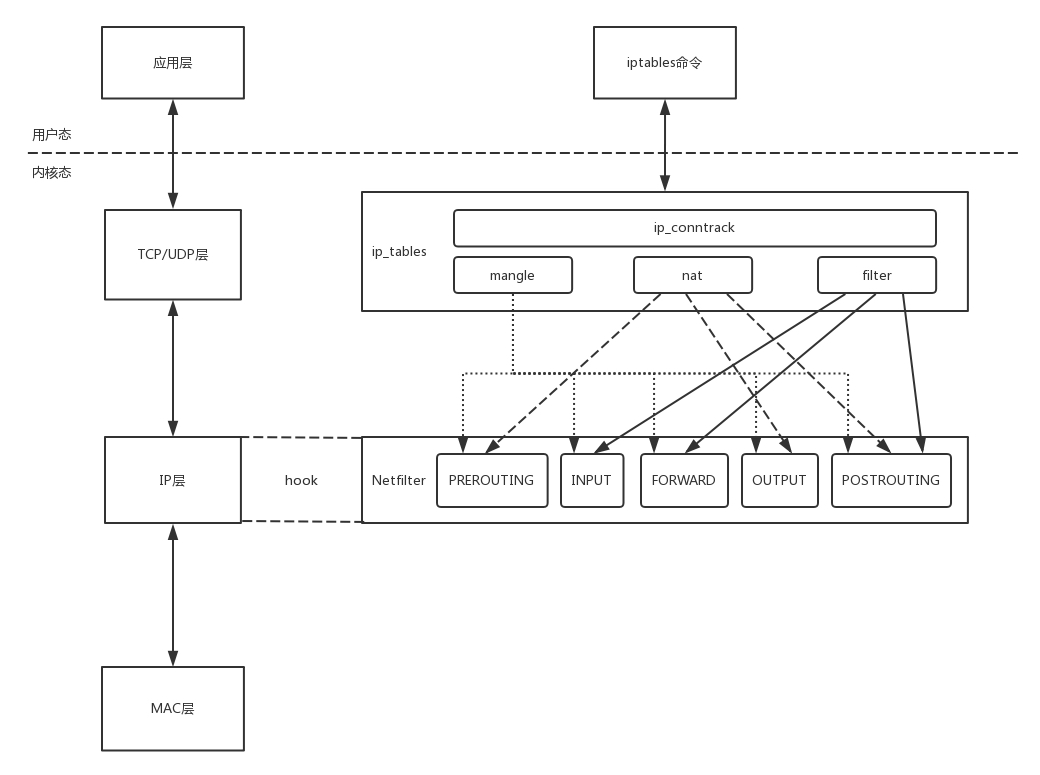 应用层
iptables命令
用户态
内核态
TCP/UDP层
ip_tables
ip_conntrack
mangle
nat
filter
IP层
hook
Netfilter
PREROUTING
INPUT
FORWARD
OUTPUT
POSTROUTING
MAC层